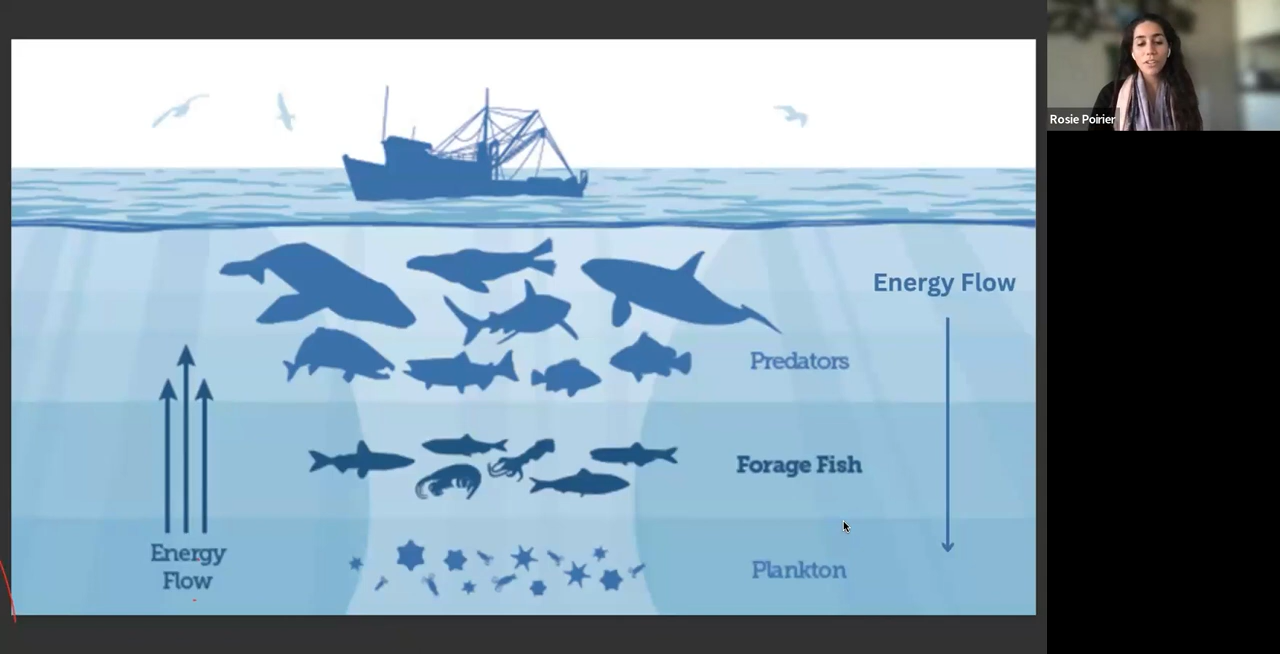 Rosie Poirier
Energy Flow
Predators
Forage Fish
Energy
Flow
Plankton